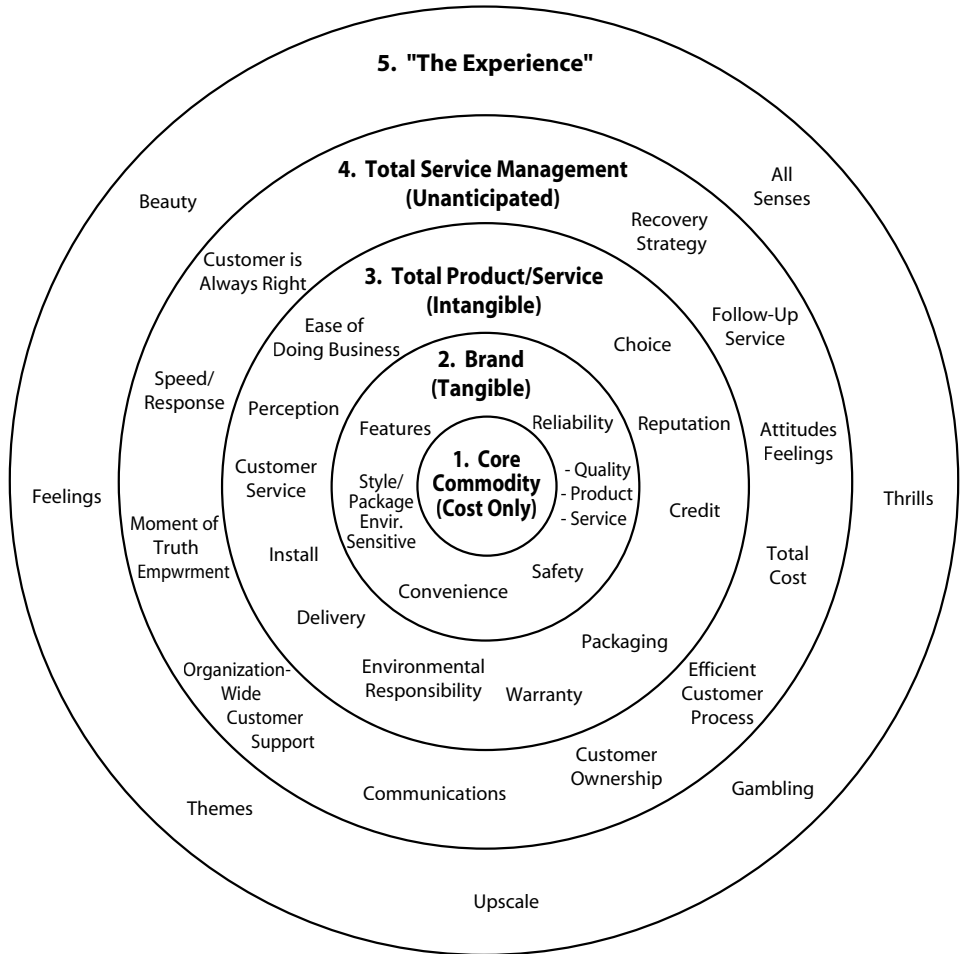 5. "The Experience"
4. Total Service Management
(Unanticipated)
All
Senses
Beauty
Recovery
Strategy
Customer is
Always Right
3. Total Product/Service
(Intangible)
Follow-Up
Service
Ease of
Doing Business
Choice
2. Brand
(Tangible)
Speed/
Response
Perception
Features
Reliability
Reputation
Attitudes
Feelings
1. Core
Commodity
(Cost Only)
Customer
Service
Style/
Package
Envir.
Sensitive
- Quality
- Product
- Service
Feelings
Thrills
Credit
Moment of
Truth
Empwrment
Install
Total
Cost
Safety
Convenience
Delivery
Packaging
Environmental
Responsibility
Warranty
Organization-
Wide
Customer
Support
Efficient
Customer
Process
Customer
Ownership
Communications
Gambling
Themes
Upscale